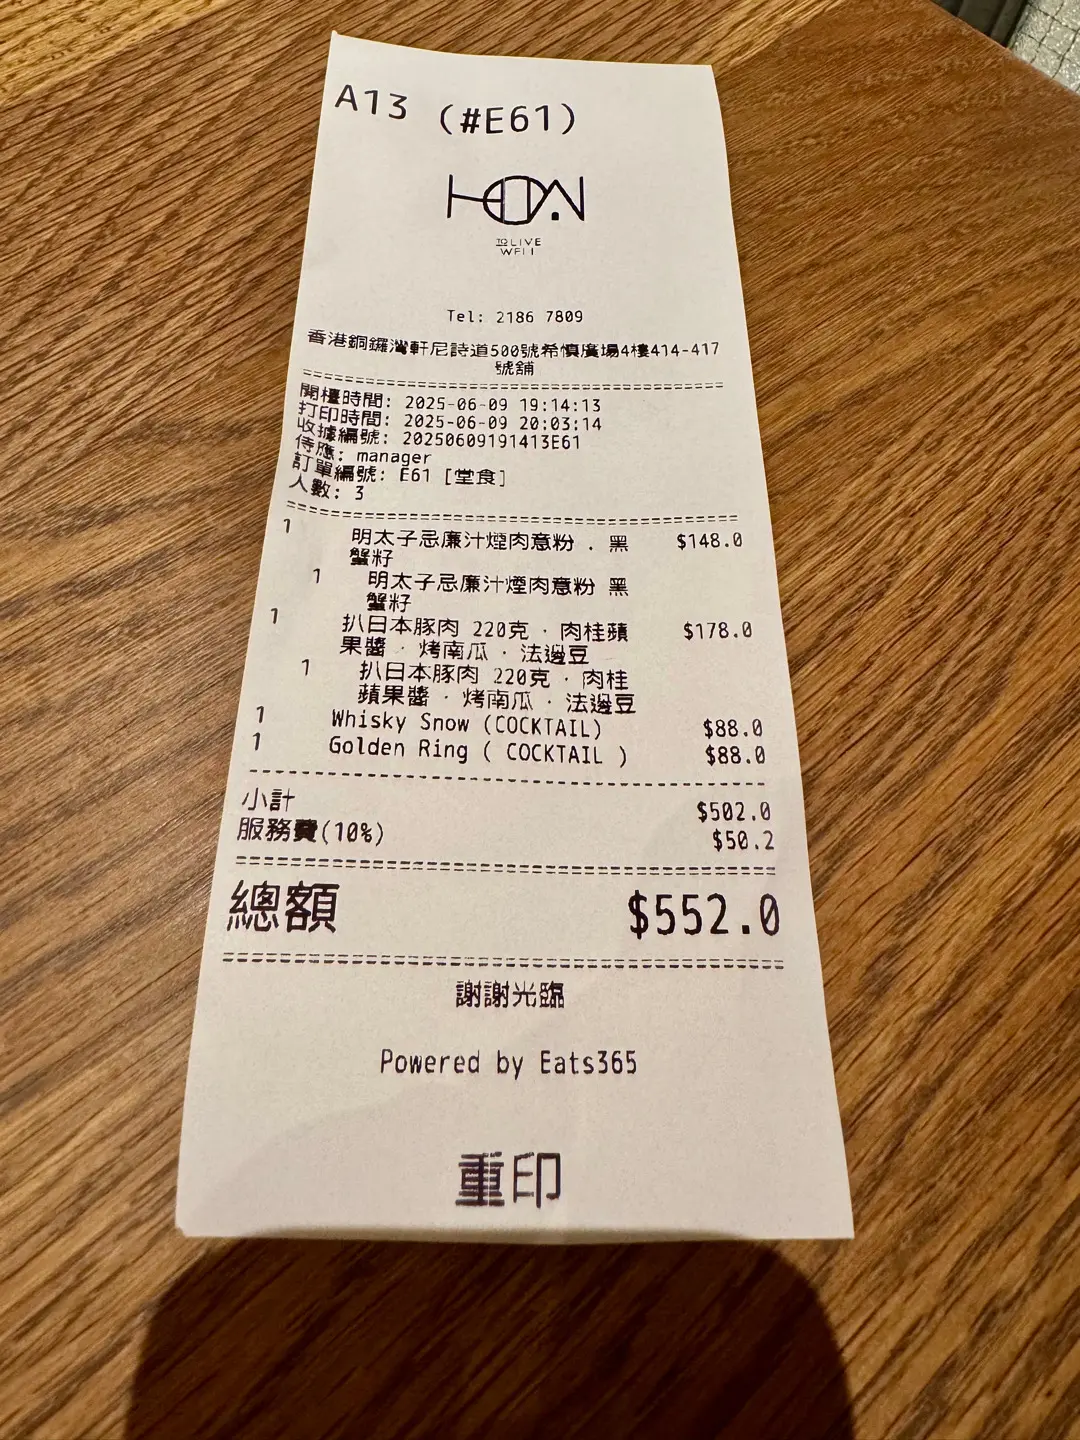 A13 (#E61)
HOW
TO LIVE
WELL
Tel: 2186 7809
香港銅鑼灣軒尼詩道500號希慎廣場4樓414-417
號舖
開檯時間: 2025-06-09 19:14:13
打印時間: 2025-06-09 20:03:14
收據編號: 20250609191413E61
侍應: manager
訂單編號: E61 [堂食]
人數: 3
1 明太子忌廉汁煙肉意粉 . 黑 $148.0
蟹籽
1 明太子忌廉汁煙肉意粉 黑
蟹籽
1 扒日本豚肉 220克 · 肉桂蘋 $178.0
果醬 · 烤南瓜 · 法邊豆
1 扒日本豚肉 220克 · 肉桂
蘋果醬 · 烤南瓜 · 法邊豆
1 Whisky Snow (COCKTAIL) $88.0
1 Golden Ring ( COCKTAIL ) $88.0
小計 $502.0
服務費(10%) $50.2
總額 $552.0
謝謝光臨
Powered by Eats365
重印